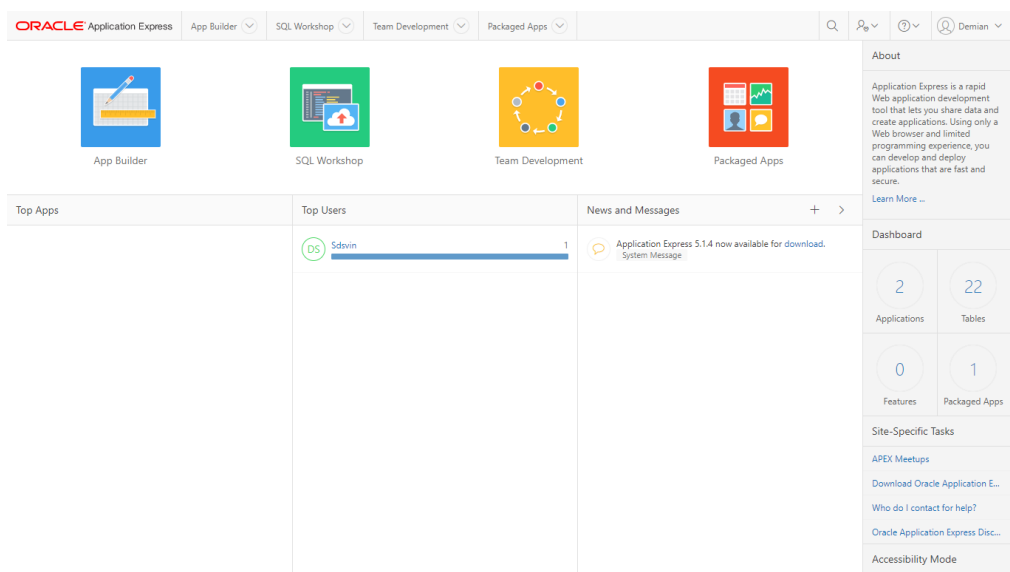 ORACLE Application Express
App Builder
SQL Workshop
Team Development
Packaged Apps
Demian
App Builder
SQL Workshop
Team Development
Packaged Apps
Top Apps
Top Users
DS
Sdsvin
1
News and Messages
Application Express 5.1.4 now available for download.
System Message
About
Application Express is a rapid
Web application development
tool that lets you share data and
create applications. Using only a
Web browser and limited
programming experience, you
can develop and deploy
applications that are fast and
secure.
Learn More ...
Dashboard
2
Applications
22
Tables
0
Features
1
Packaged Apps
Site-Specific Tasks
APEX Meetups
Download Oracle Application E...
Who do I contact for help?
Oracle Application Express Disc...
Accessibility Mode